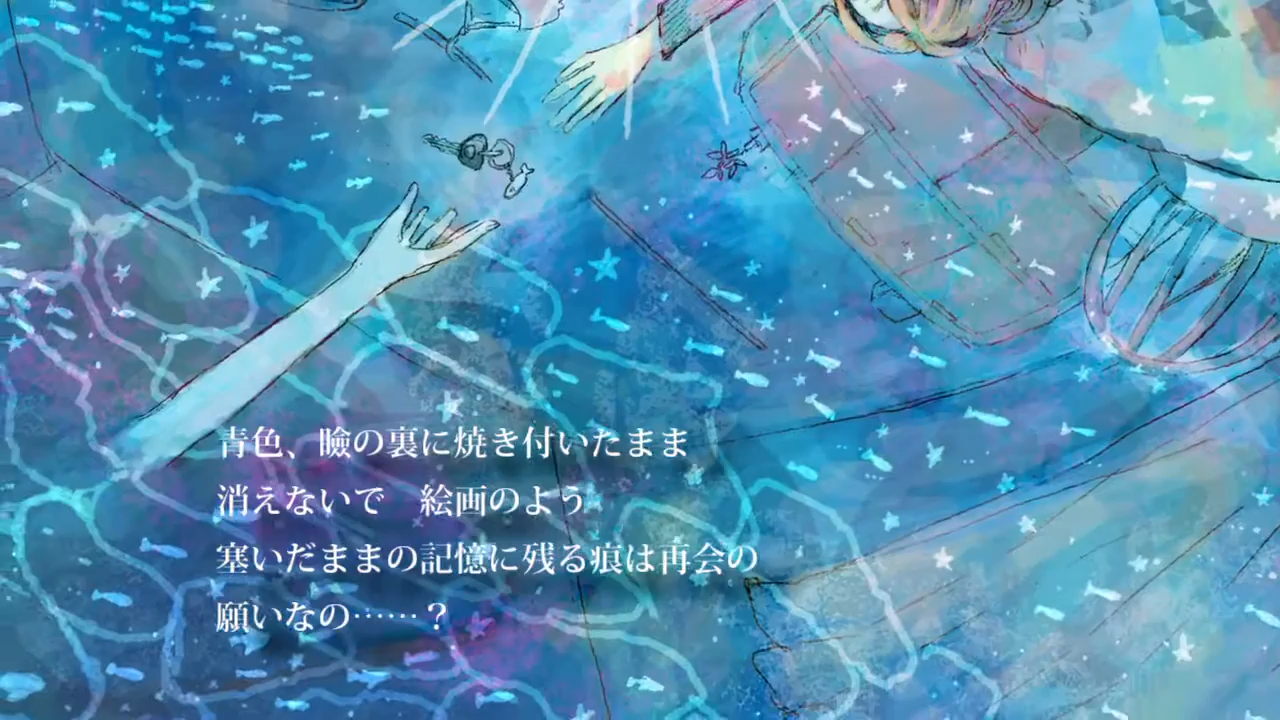 青色、瞼の裏に焼き付いたまま
消えないで　絵画のよう
塞いだままの記憶に残る痕は再会の
願いなの……？